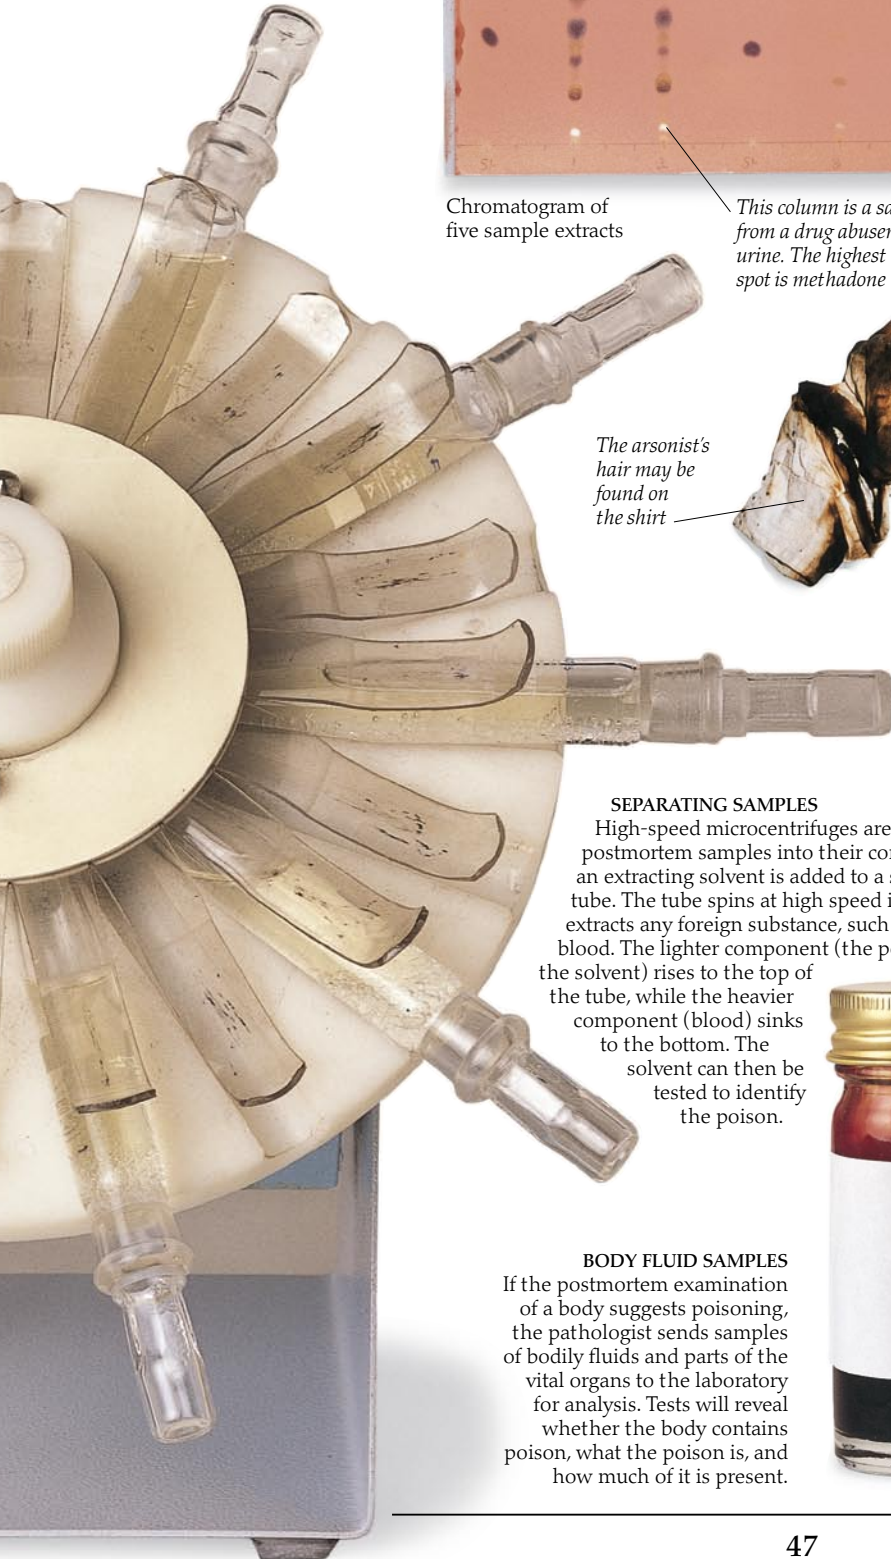 Chromatogram of
five sample extracts
This column is a
from a drug abuser
urine. The highest
spot is methadone
The arsonist's
hair may be
found on
the shirt
SEPARATING SAMPLES
High-speed microcentrifuges are
postmortem samples into their
an extracting solvent is added to a
tube. The tube spins at high speed
extracts any foreign substance, such
blood. The lighter component (the
the solvent) rises to the top of
the tube, while the heavier
component (blood) sinks
to the bottom. The
solvent can then be
tested to identify
the poison.
BODY FLUID SAMPLES
If the postmortem examination
of a body suggests poisoning,
the pathologist sends samples
of bodily fluids and parts of the
vital organs to the laboratory
for analysis. Tests will reveal
whether the body contains
poison, what the poison is, and
how much of it is present.
47